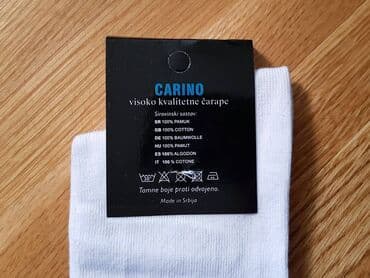 CARINO
visoko kvalitetne čarape
Sirovinski sastav:
SR 100% PAMUK
GB 100% COTTON
DE 100% BAUMWOLLE
HU 100% PAMUT
ES 100% ALGODON
IT 100% COTONE
Tamne boje prati odvojeno.
Made in Srbija